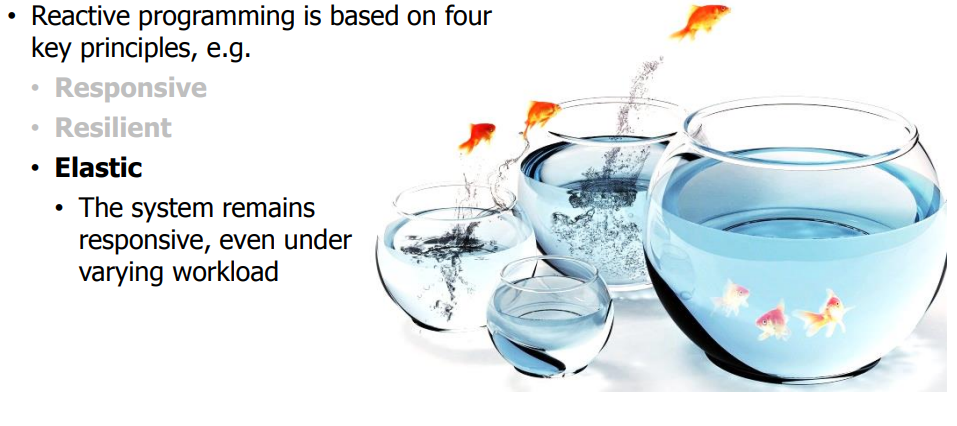 • Reactive programming is based on four
key principles, e.g.
• Responsive
• Resilient
• Elastic
• The system remains
responsive, even under
varying workload